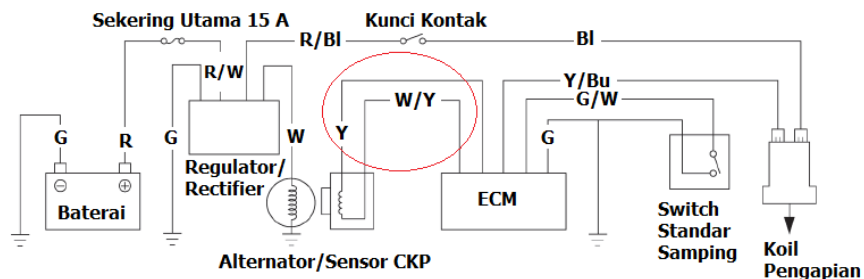 Sekering Utama 15 A
Kunci Kontak
R/Bl
Bl
R/W
Y/Bu
W/Y
G/W
G
R
G
W
Y
G
Regulator/
Rectifier
Baterai
ECM
Switch
Standar
Samping
Koil
Pengapian
Alternator/Sensor CKP